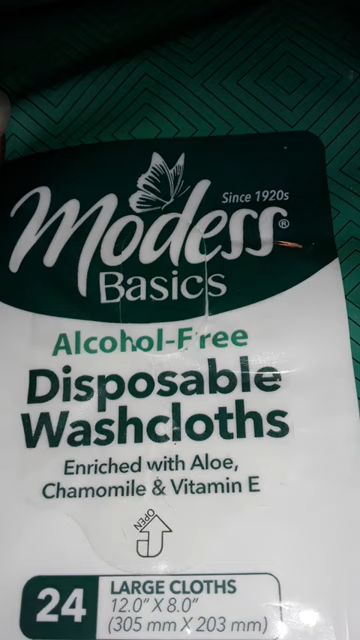 Since 1920s
Modess®
Basics
Alcohol-Free
Disposable
Washcloths
Enriched with Aloe,
Chamomile & Vitamin E
OPEN
24
LARGE CLOTHS
12.0" X 8.0"
(305 mm X 203 mm)